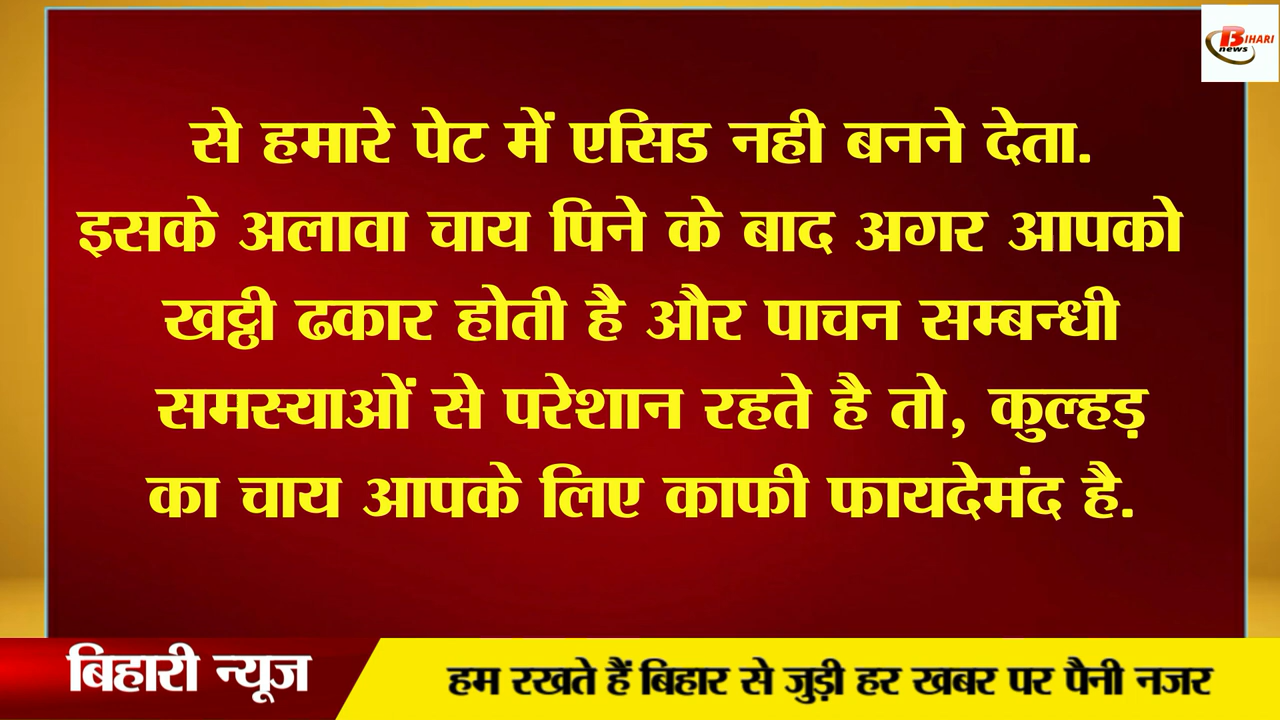 BIHARI
news
से हमारे पेट में एसिड नही बनने देता.
इसके अलावा चाय पिने के बाद अगर आपको
खट्ठी ढकार होती है और पाचन सम्बन्धी
समस्याओं से परेशान रहते है तो, कुल्हड़
का चाय आपके लिए काफी फायदेमंद है.
बिहारी न्यूज
हम रखते हैं बिहार से जुड़ी हर खबर पर पैनी नजर